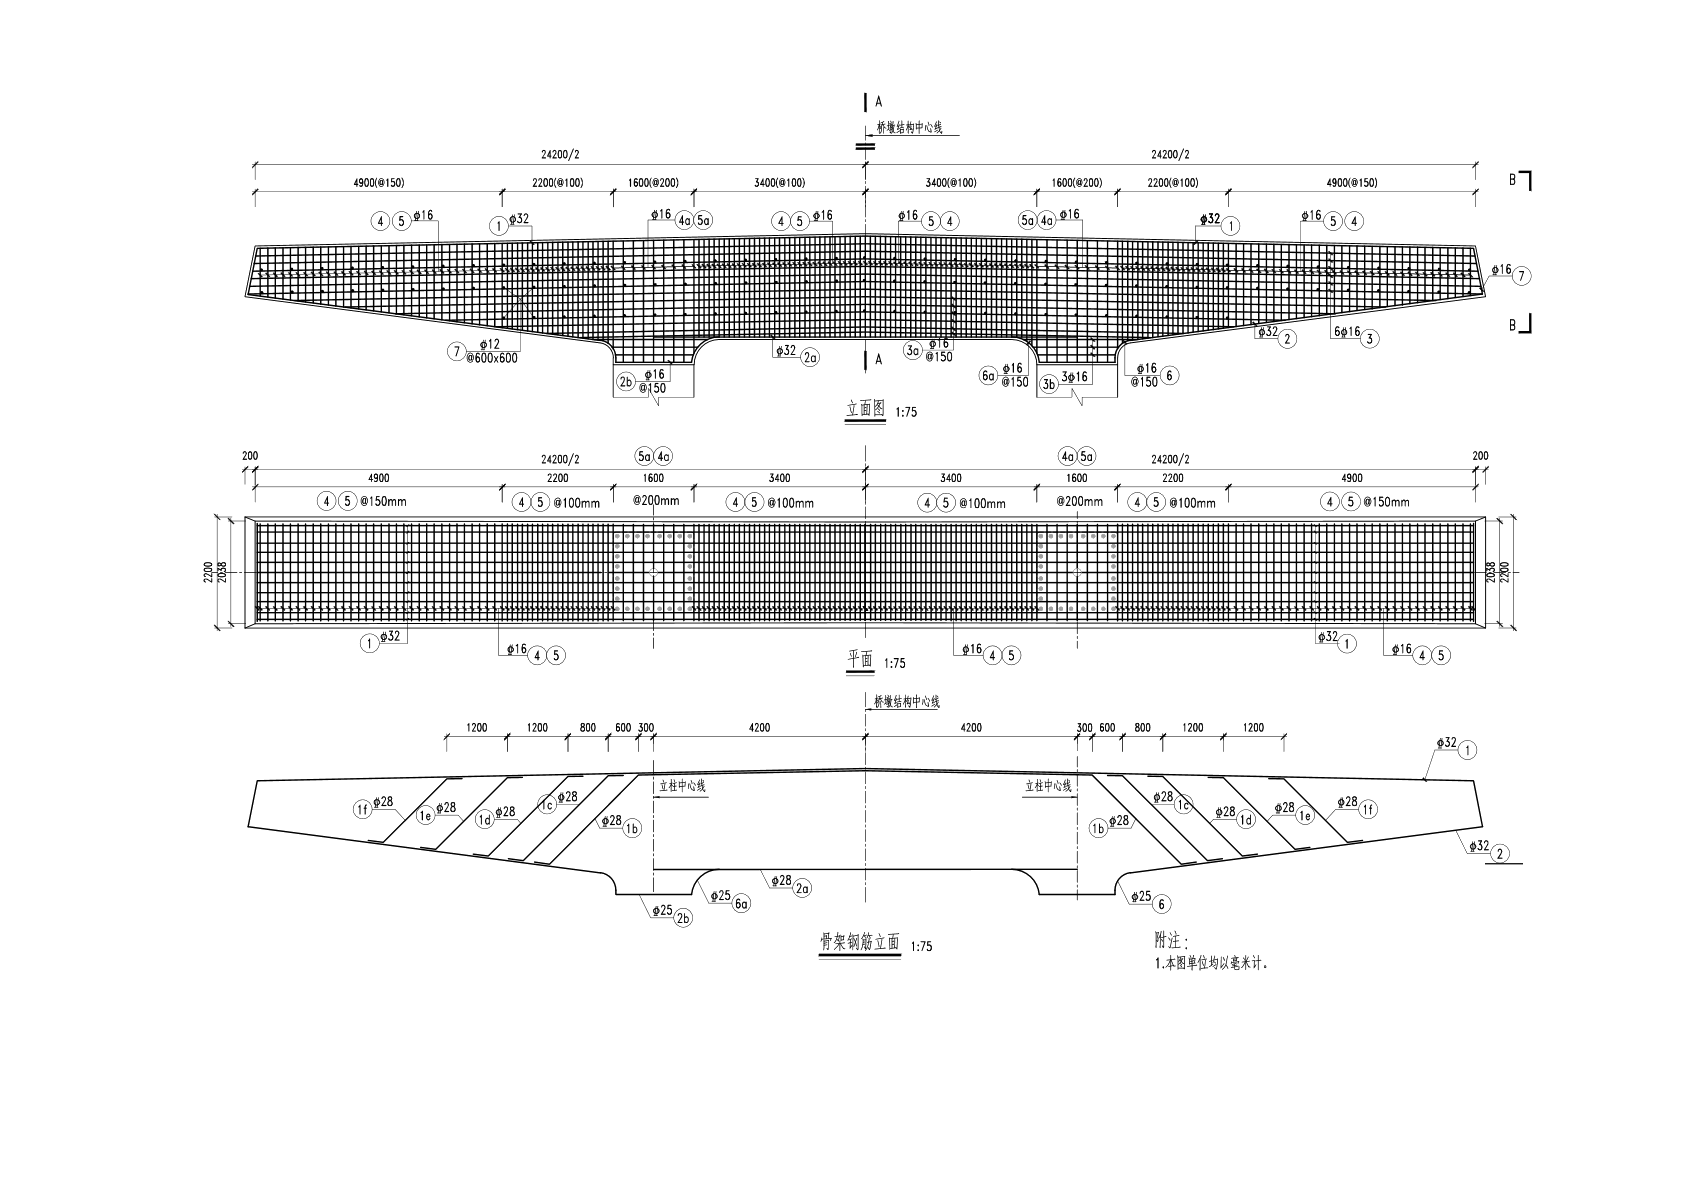 A
桥墩结构中心线
24200/2 24200/2
B
4900(@150) 2200(@100) 1600(@200) 3400(@100) 3400(@100) 1600(@200) 2200(@100) 4900(@150)
4 5 ϕ16 1 ϕ32 ϕ16 4a 5a 4 5 ϕ16 ϕ16 5 4 5a 4a ϕ16 ϕ32 1 ϕ16 5 4
ϕ16 7
B
7 ϕ12 @600x600
ϕ32 2a
3a ϕ16 @150
ϕ32 2
6ϕ16 3
A
2b ϕ16 @150
6a ϕ16 @150
3b 3ϕ16
ϕ16 @150 6
立面图 1:75
5a 4a 4a 5a
200 24200/2 24200/2 200
4900 2200 1600 3400 3400 1600 2200 4900
4 5 @150mm 4 5 @100mm @200mm 4 5 @100mm 4 5 @100mm @200mm 4 5 @100mm 4 5 @150mm
2200 2038 2038 2200
1 ϕ32 ϕ16 4 5 ϕ16 4 5 ϕ32 1 ϕ16 4 5
平面 1:75
桥墩结构中心线
1200 1200 800 600 300 4200 4200 300 600 800 1200 1200
ϕ32 1
立柱中心线 立柱中心线
1f ϕ28 1e ϕ28 1d ϕ28 1c ϕ28 ϕ28 1b 1b ϕ28 ϕ28 1c ϕ28 1d ϕ28 1e ϕ28 1f
ϕ32 2
ϕ28 2a
ϕ25 2b ϕ25 6a ϕ25 6
骨架钢筋立面 1:75
附注：
1.本图单位均以毫米计。